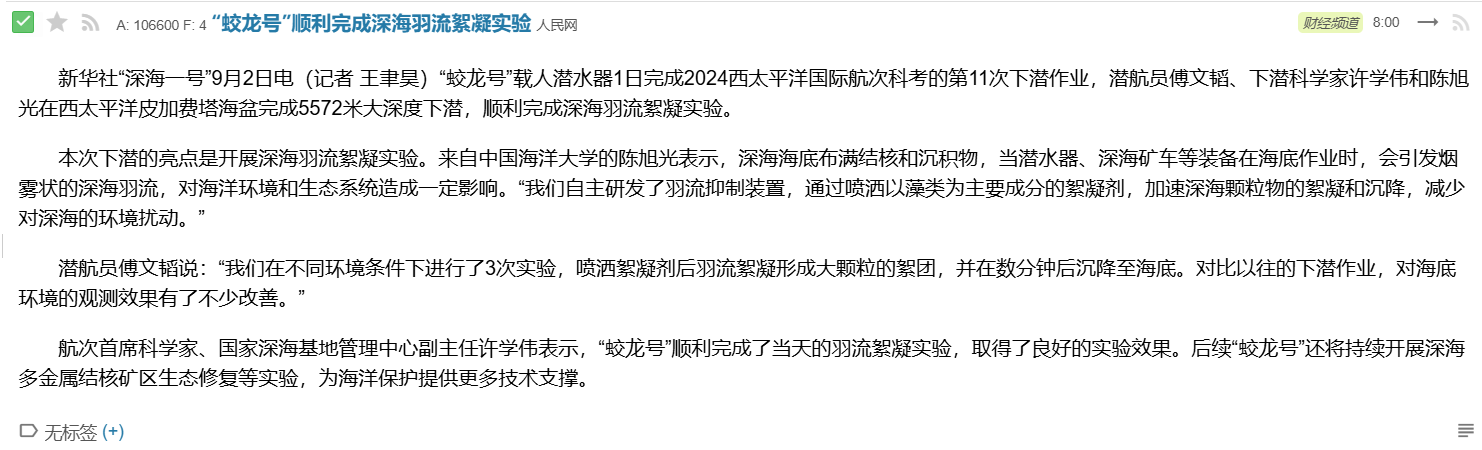 A: 106600 F: 4 “蛟龙号”顺利完成深海羽流絮凝实验 人民网 财经频道 8:00
新华社“深海一号”9月2日电（记者 王聿昊）“蛟龙号”载人潜水器1日完成2024西太平洋国际航次科考的第11次下潜作业，潜航员傅文韬、下潜科学家许学伟和陈旭
光在西太平洋皮加费塔海盆完成5572米大深度下潜，顺利完成深海羽流絮凝实验。
本次下潜的亮点是开展深海羽流絮凝实验。来自中国海洋大学的陈旭光表示，深海海底布满结核和沉积物，当潜水器、深海矿车等装备在海底作业时，会引发烟
雾状的深海羽流，对海洋环境和生态系统造成一定影响。“我们自主研发了羽流抑制装置，通过喷洒以藻类为主要成分的絮凝剂，加速深海颗粒物的絮凝和沉降，减少
对深海的环境扰动。”
潜航员傅文韬说：“我们在不同环境条件下进行了3次实验，喷洒絮凝剂后羽流絮凝形成大颗粒的絮团，并在数分钟后沉降至海底。对比以往的下潜作业，对海底
环境的观测效果有了不少改善。”
航次首席科学家、国家深海基地管理中心副主任许学伟表示，“蛟龙号”顺利完成了当天的羽流絮凝实验，取得了良好的实验效果。后续“蛟龙号”还将持续开展深海
多金属结核矿区生态修复等实验，为海洋保护提供更多技术支撑。
无标签 (+)